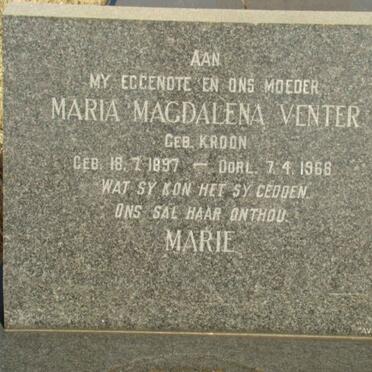 AAN
MY EGGENOTE EN ONS MOEDER
MARIA MAGDALENA VENTER
GEB. KROON
GEB. 18.7.1897 — OORL. 7.4.1966
WAT SY KON HET SY GEDOEN.
ONS SAL HAAR ONTHOU.
MARIE